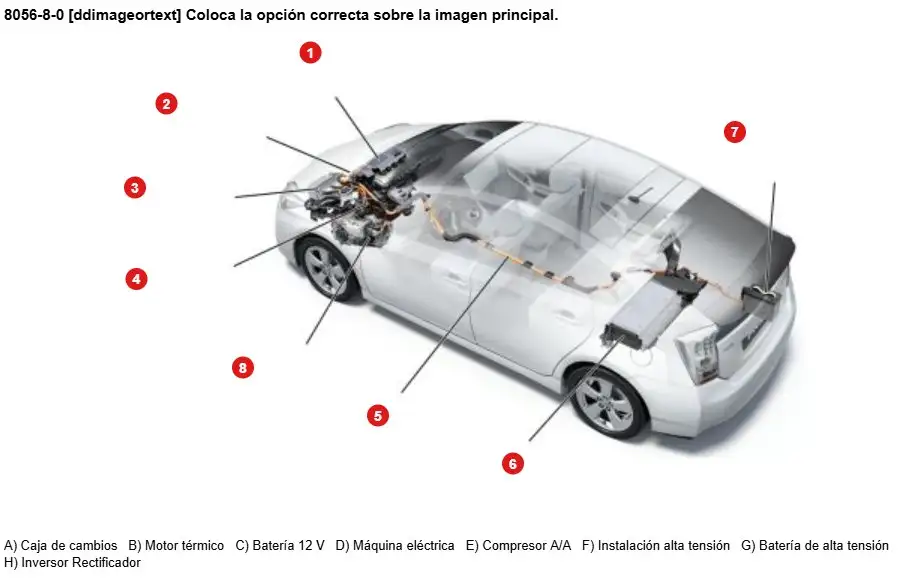 8056-8-0 [ddimageortext] Coloca la opción correcta sobre la imagen principal.
1
2
7
3
4
8
5
6
A) Caja de cambios B) Motor térmico C) Batería 12 V D) Máquina eléctrica E) Compresor A/A F) Instalación alta tensión G) Batería de alta tensión
H) Inversor Rectificador